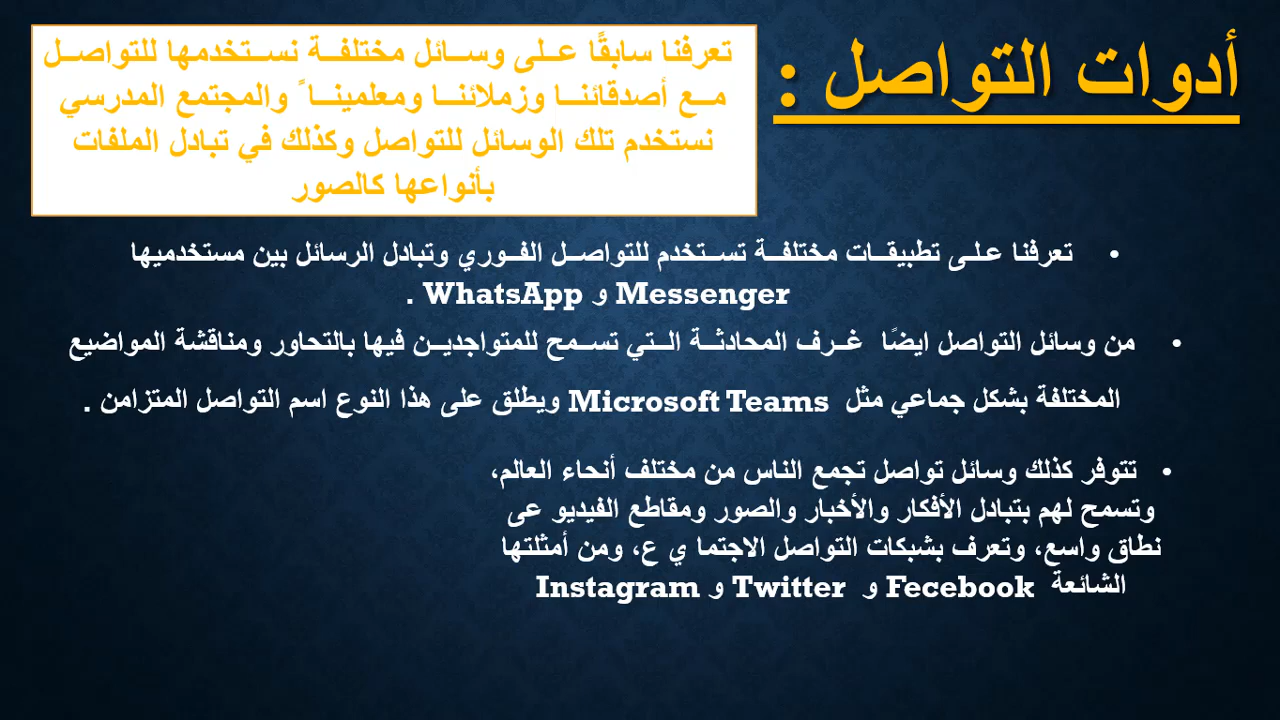 أدوات التواصل :
تعرفنا سابقًا على وسائل مختلفة نستخدمها للتواصل
مع أصدقائنا وزملائنا ومعلمينا ً والمجتمع المدرسي
نستخدم تلك الوسائل للتواصل وكذلك في تبادل الملفات
بأنواعها كالصور
• تعرفنا على تطبيقات مختلفة تستخدم للتواصل الفوري وتبادل الرسائل بين مستخدميها
Messenger و WhatsApp .
• من وسائل التواصل ايضًا غرف المحادثة التي تسمح للمتواجدين فيها بالتحاور ومناقشة المواضيع
المختلفة بشكل جماعي مثل Microsoft Teams ويطلق على هذا النوع اسم التواصل المتزامن .
• تتوفر كذلك وسائل تواصل تجمع الناس من مختلف أنحاء العالم،
وتسمح لهم بتبادل الأفكار والأخبار والصور ومقاطع الفيديو عى
نطاق واسع، وتعرف بشبكات التواصل الاجتما ي ع، ومن أمثلتها
الشائعة Fecebook و Twitter و Instagram